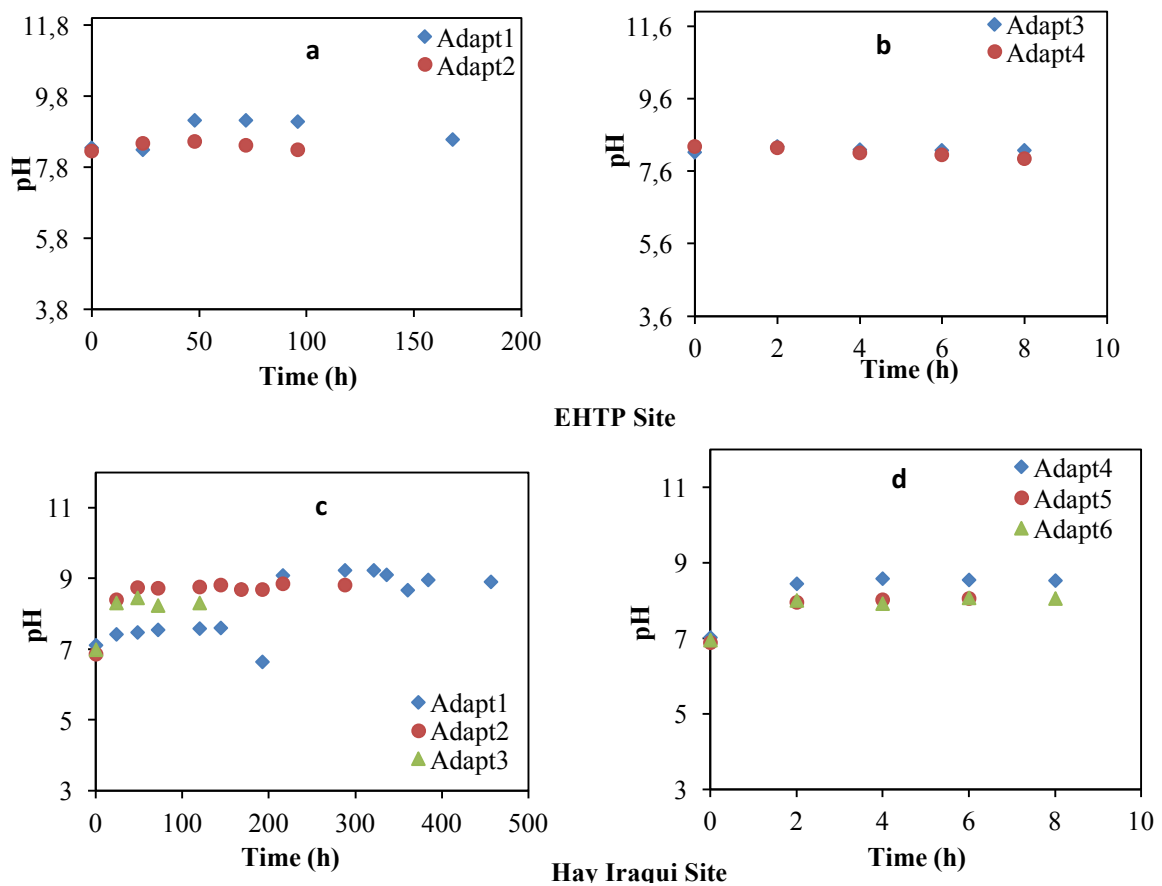 a
Adapt1
Adapt2
11,8
9,8
7,8
5,8
3,8
pH
0 50 100 150 200
Time (h)
b
Adapt3
Adapt4
11,6
9,6
7,6
5,6
3,6
pH
0 2 4 6 8 10
Time (h)
EHTP Site
c
11
9
7
5
3
pH
Adapt1
Adapt2
Adapt3
0 100 200 300 400 500
Time (h)
d
Adapt4
Adapt5
Adapt6
11
9
7
5
3
pH
0 2 4 6 8 10
Time (h)
Hay Iraqui Site